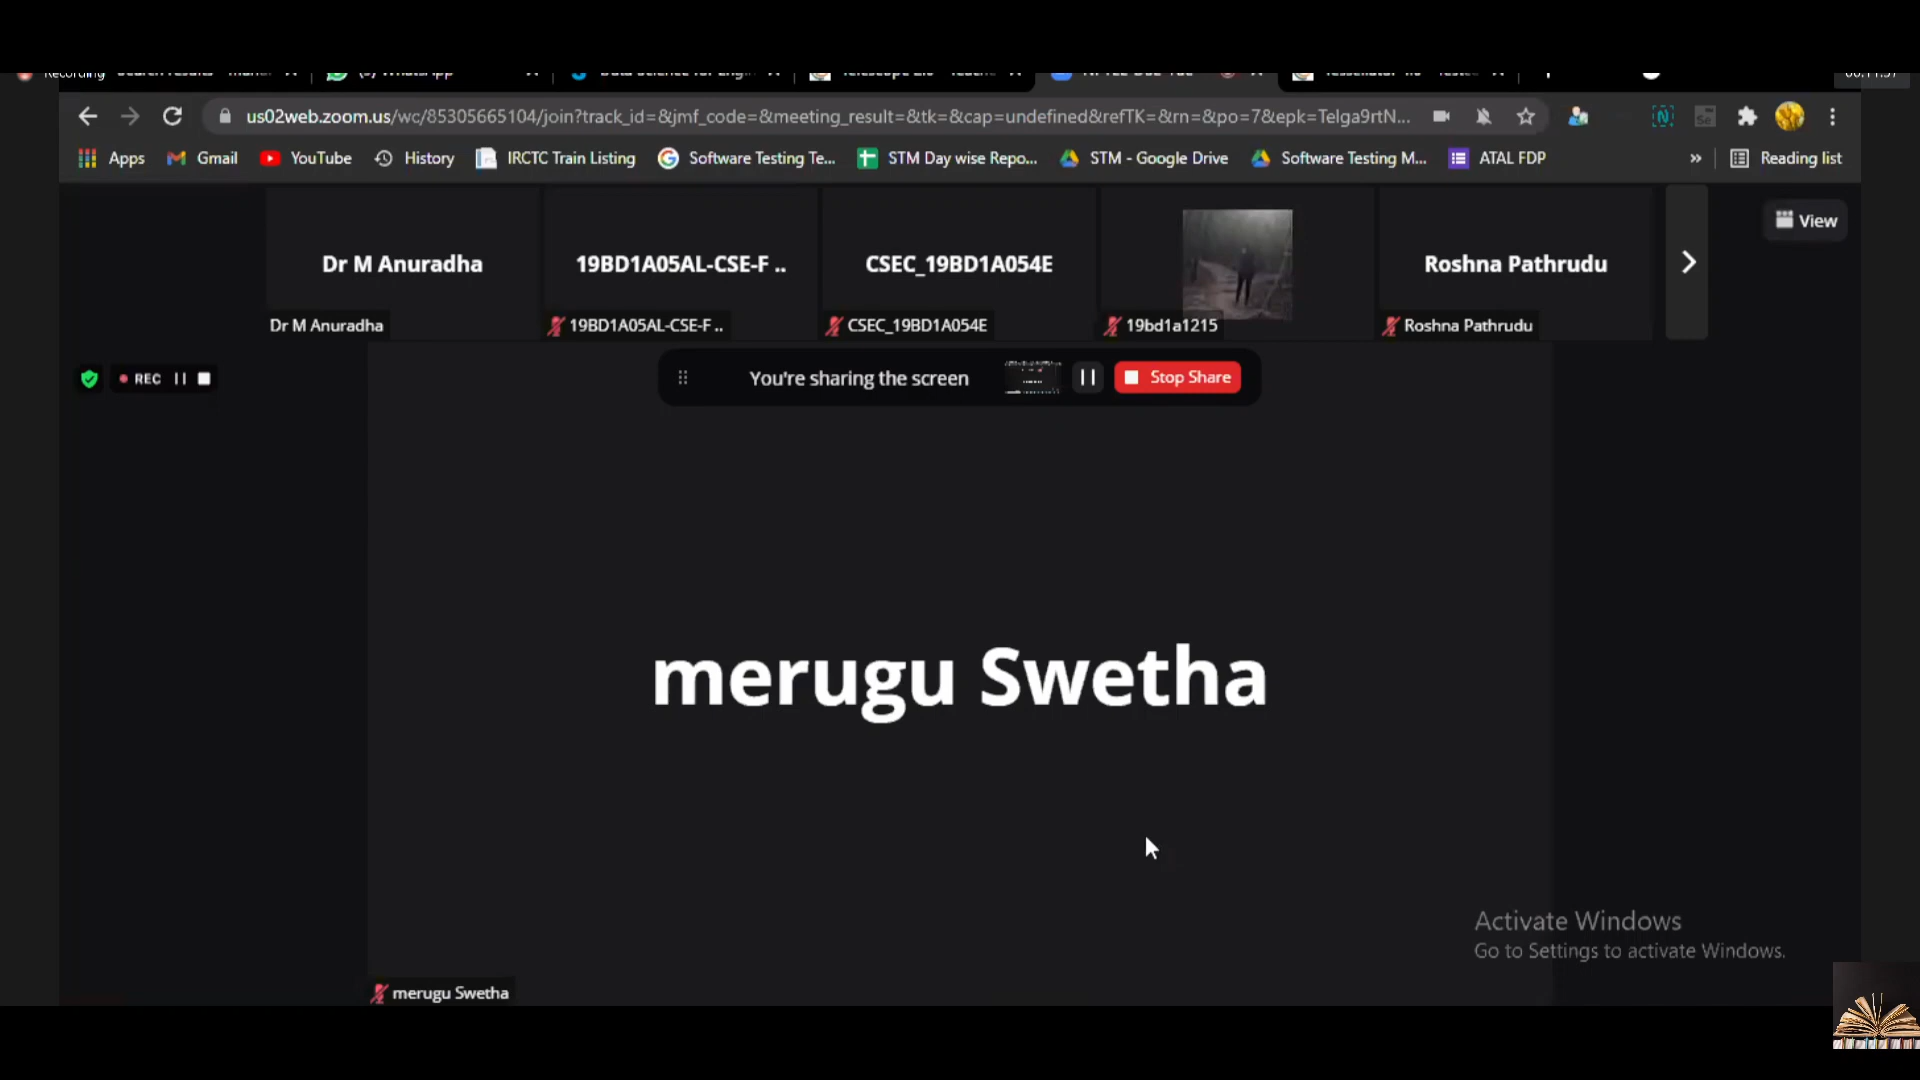 Recording
us02web.zoom.us/wc/85305665104/join?track_id=&jmf_code=&meeting_result=&tk=&cap=undefined&refTK=&rn=&po=7&epk=Telga9rtN...
Apps Gmail YouTube History IRCTC Train Listing Software Testing Te... STM Day wise Repo... STM - Google Drive Software Testing M... ATAL FDP » Reading list
Dr M Anuradha 19BD1A05AL-CSE-F .. CSEC_19BD1A054E Roshna Pathrudu
View
Dr M Anuradha 19BD1A05AL-CSE-F .. CSEC_19BD1A054E 19bd1a1215 Roshna Pathrudu
REC You're sharing the screen Stop Share
merugu Swetha
Activate Windows
Go to Settings to activate Windows.
merugu Swetha